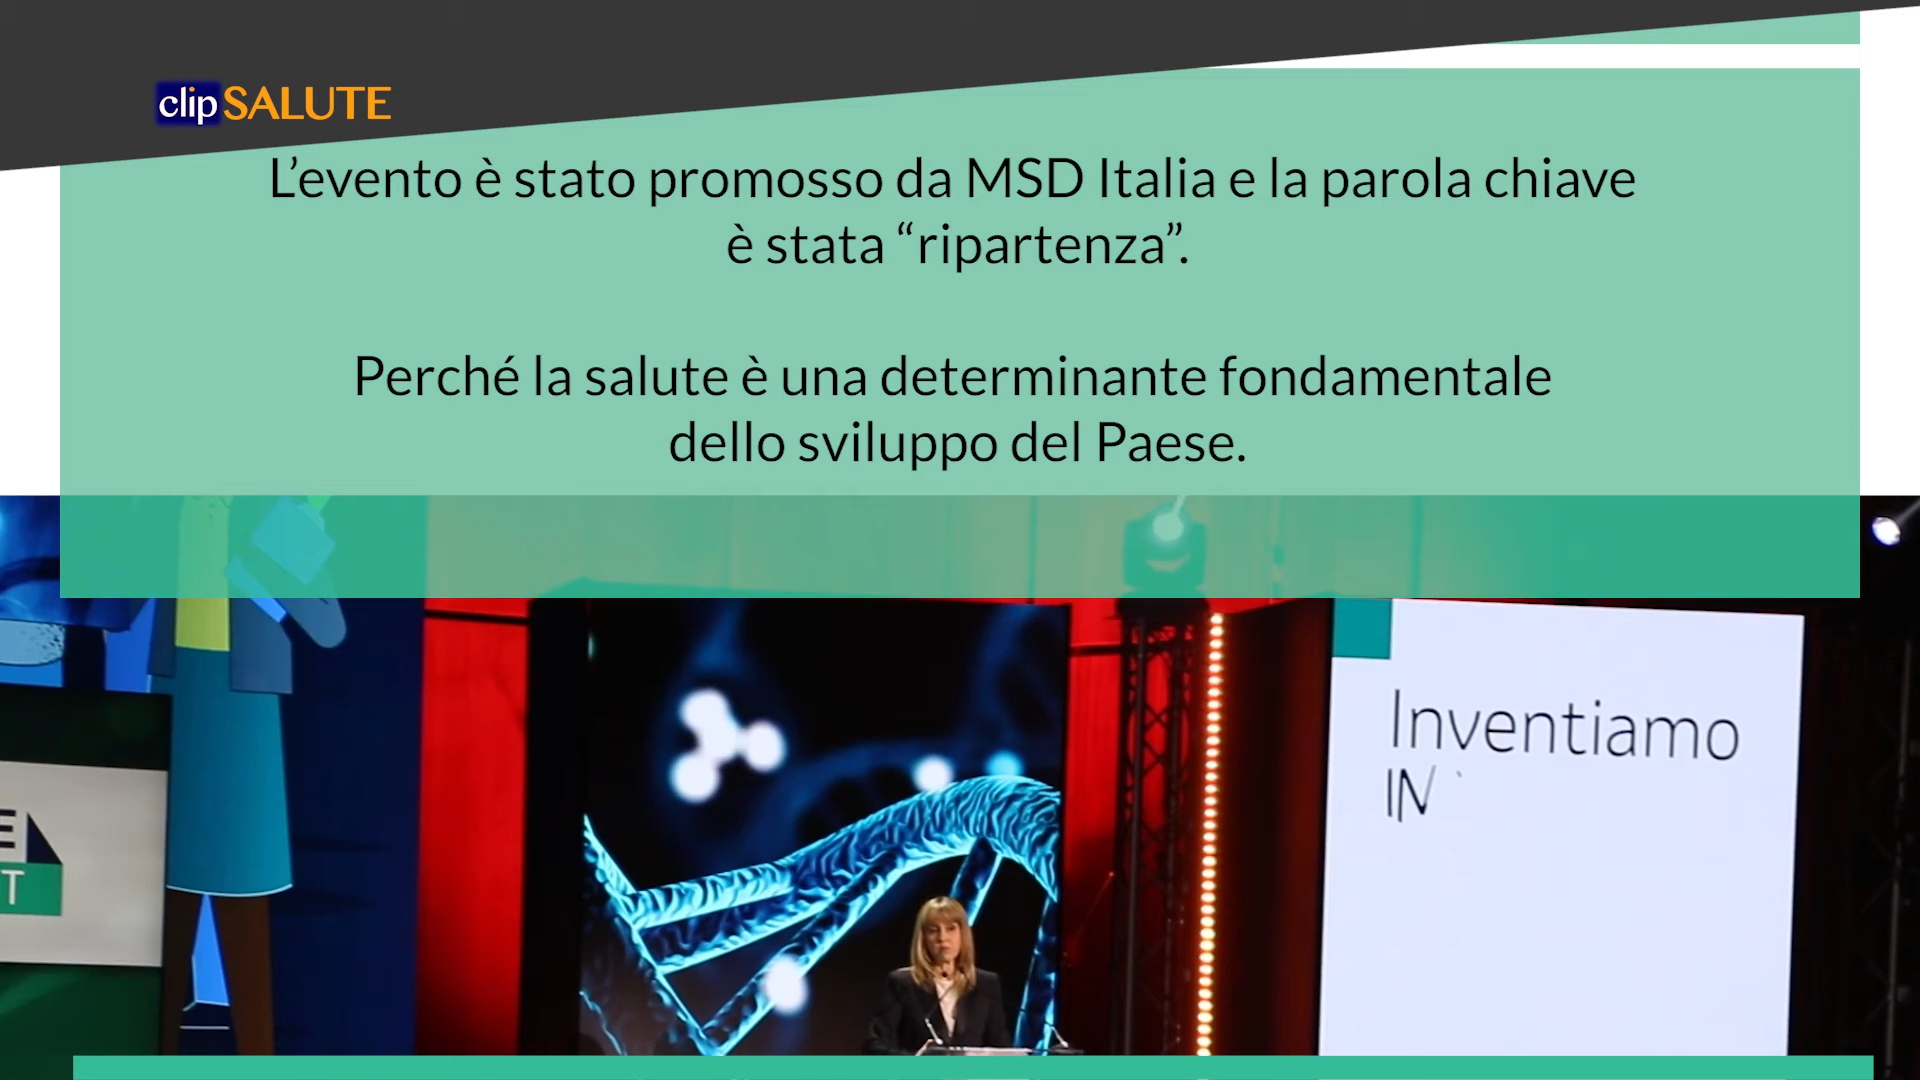 clipSALUTE
L’evento è stato promosso da MSD Italia e la parola chiave
è stata “ripartenza”.
Perché la salute è una determinante fondamentale
dello sviluppo del Paese.
Inventiamo
IN
E
T